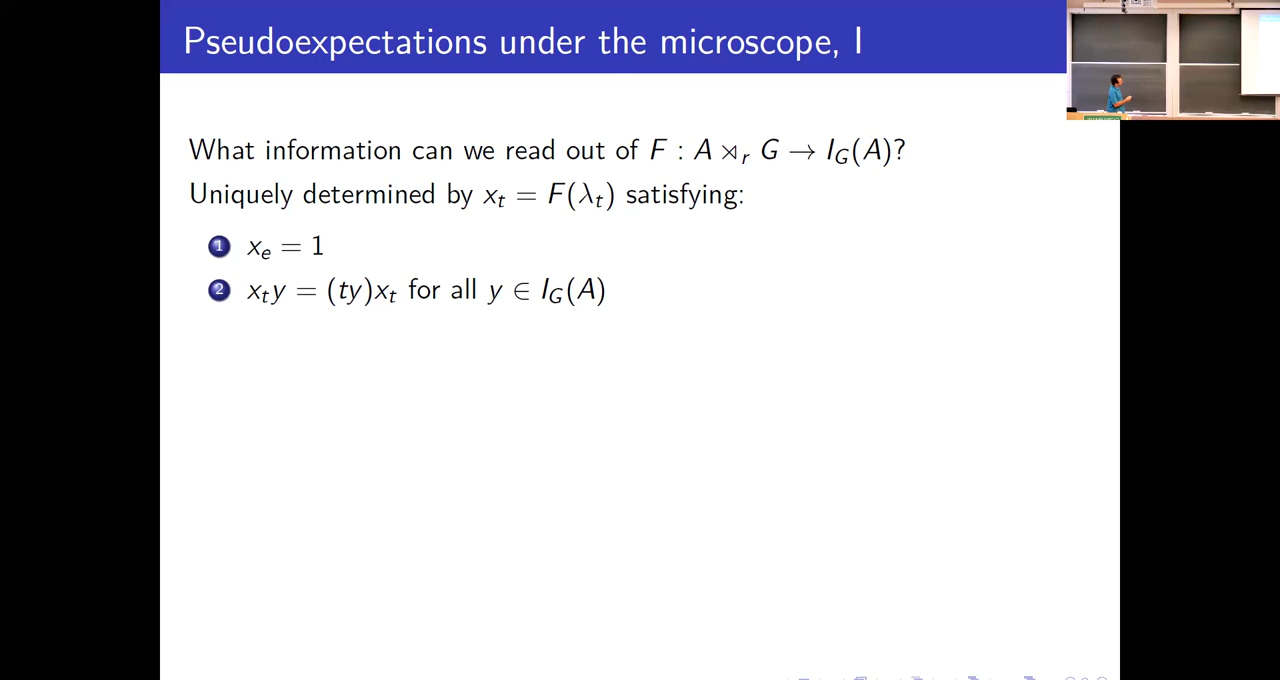 Pseudoexpectations under the microscope, I
What information can we read out of F : A ⋊_r G → I_G(A)?
Uniquely determined by x_t = F(λ_t) satisfying:
1 x_e = 1
2 x_t y = (ty)x_t for all y ∈ I_G(A)